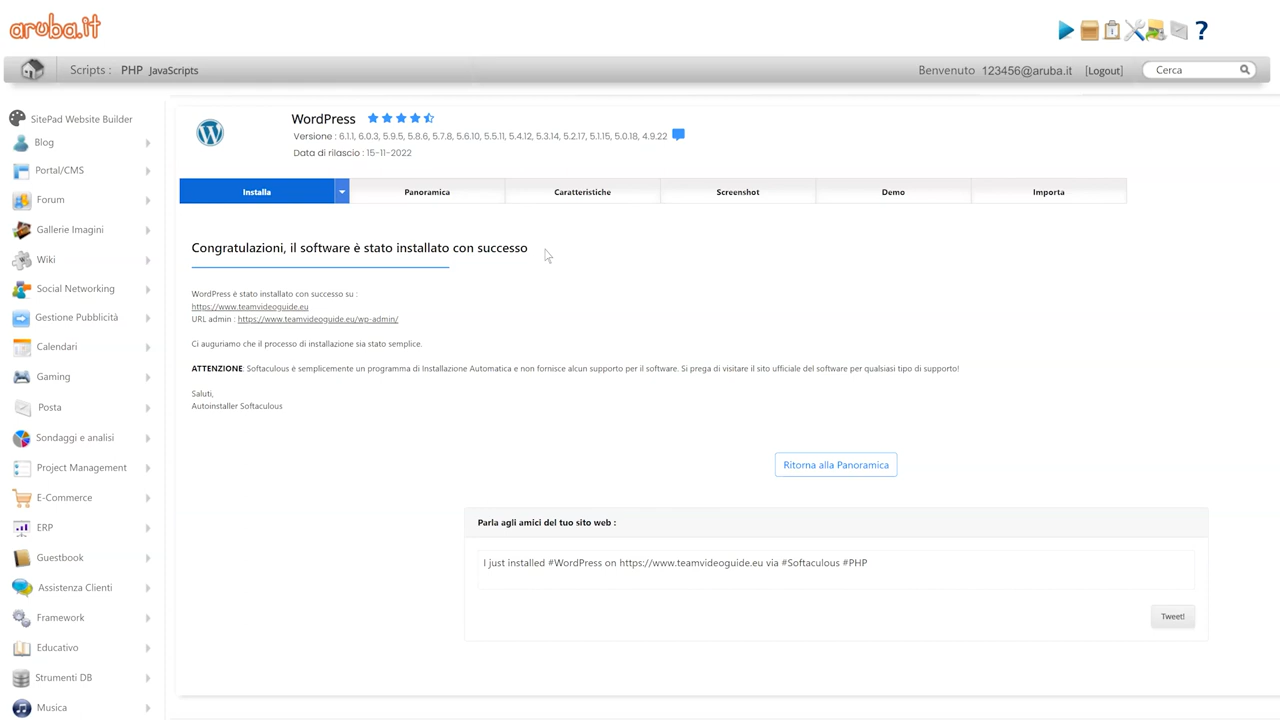 aruba.it
?
Scripts : PHP JavaScripts
Benvenuto 123456@aruba.it [Logout] Cerca
SitePad Website Builder
Blog
Portal/CMS
Forum
Gallerie Imagini
Wiki
Social Networking
Gestione Pubblicità
Calendari
Gaming
Posta
Sondaggi e analisi
Project Management
E-Commerce
ERP
Guestbook
Assistenza Clienti
Framework
Educativo
Strumenti DB
Musica
WordPress
Versione : 6.1.1, 6.0.3, 5.9.5, 5.8.6, 5.7.8, 5.6.10, 5.5.11, 5.4.12, 5.3.14, 5.2.17, 5.1.15, 5.0.18, 4.9.22
Data di rilascio : 15-11-2022
Installa Panoramica Caratteristiche Screenshot Demo Importa
Congratulazioni, il software è stato installato con successo
WordPress è stato installato con successo su :
https://www.teamvideoguide.eu
URL admin : https://www.teamvideoguide.eu/wp-admin/
Ci auguriamo che il processo di installazione sia stato semplice.
ATTENZIONE: Softaculous è semplicemente un programma di Installazione Automatica e non fornisce alcun supporto per il software. Si prega di visitare il sito ufficiale del software per qualsiasi tipo di supporto!
Saluti,
Autoinstaller Softaculous
Ritorna alla Panoramica
Parla agli amici del tuo sito web :
I just installed #WordPress on https://www.teamvideoguide.eu via #Softaculous #PHP
Tweet!